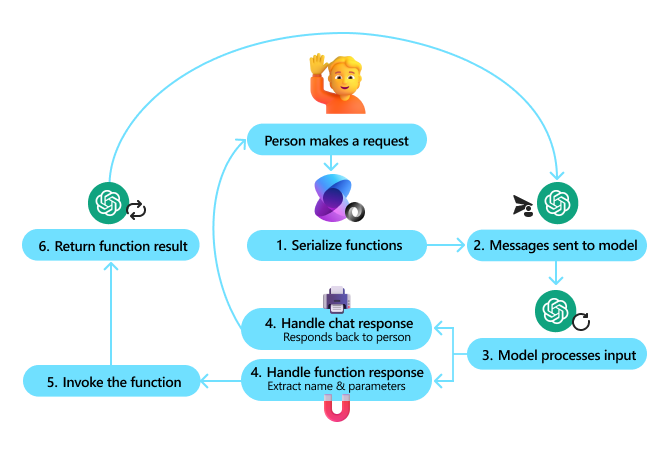 Person makes a request
1. Serialize functions
2. Messages sent to model
3. Model processes input
4. Handle chat response
Responds back to person
4. Handle function response
Extract name & parameters
5. Invoke the function
6. Return function result